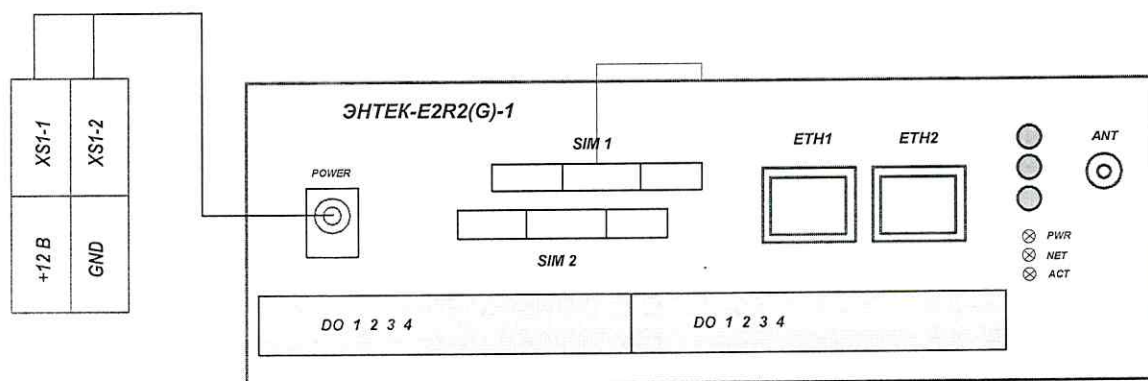 XS1-1
XS1-2
+12 В
GND
ЭНТЕК-E2R2(G)-1
POWER
SIM 1
SIM 2
ETH1
ETH2
ANT
PWR
NET
ACT
DO 1 2 3 4
DO 1 2 3 4